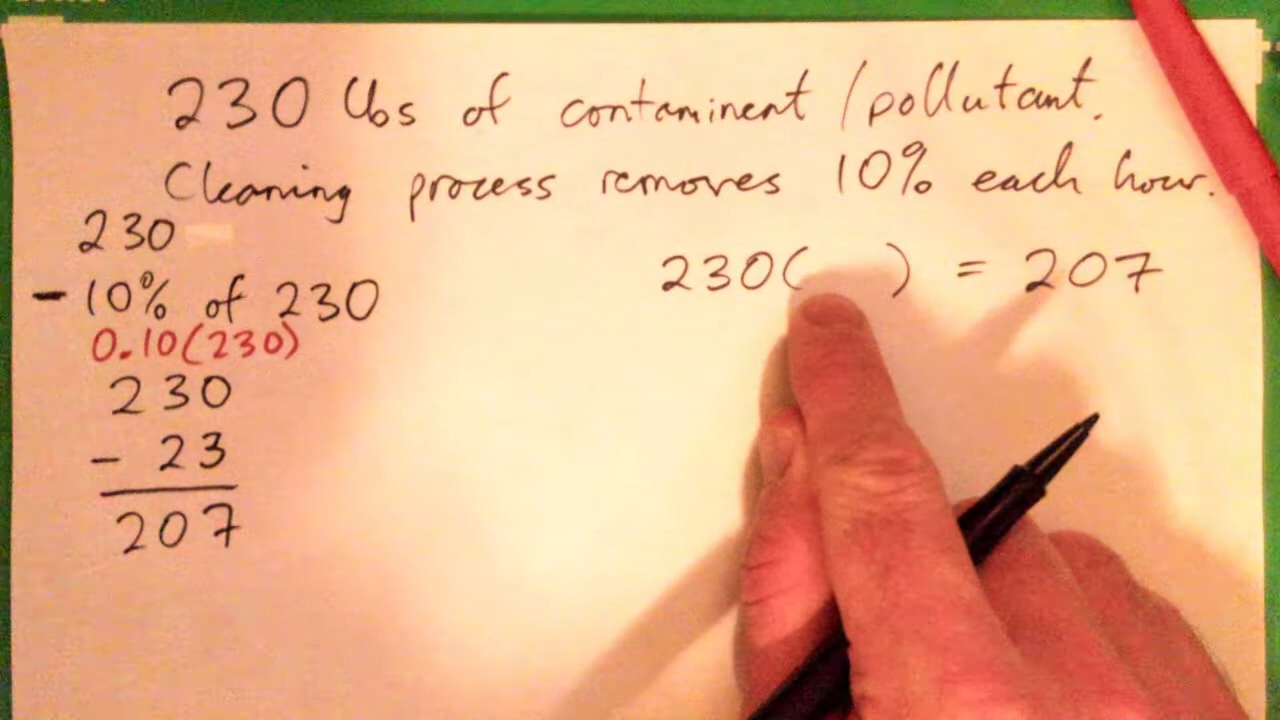 230 lbs of contaminent / pollutant.
Cleaning process removes 10% each hour.
230
- 10% of 230
0.10(230)
230
- 23
207
230( ) = 207